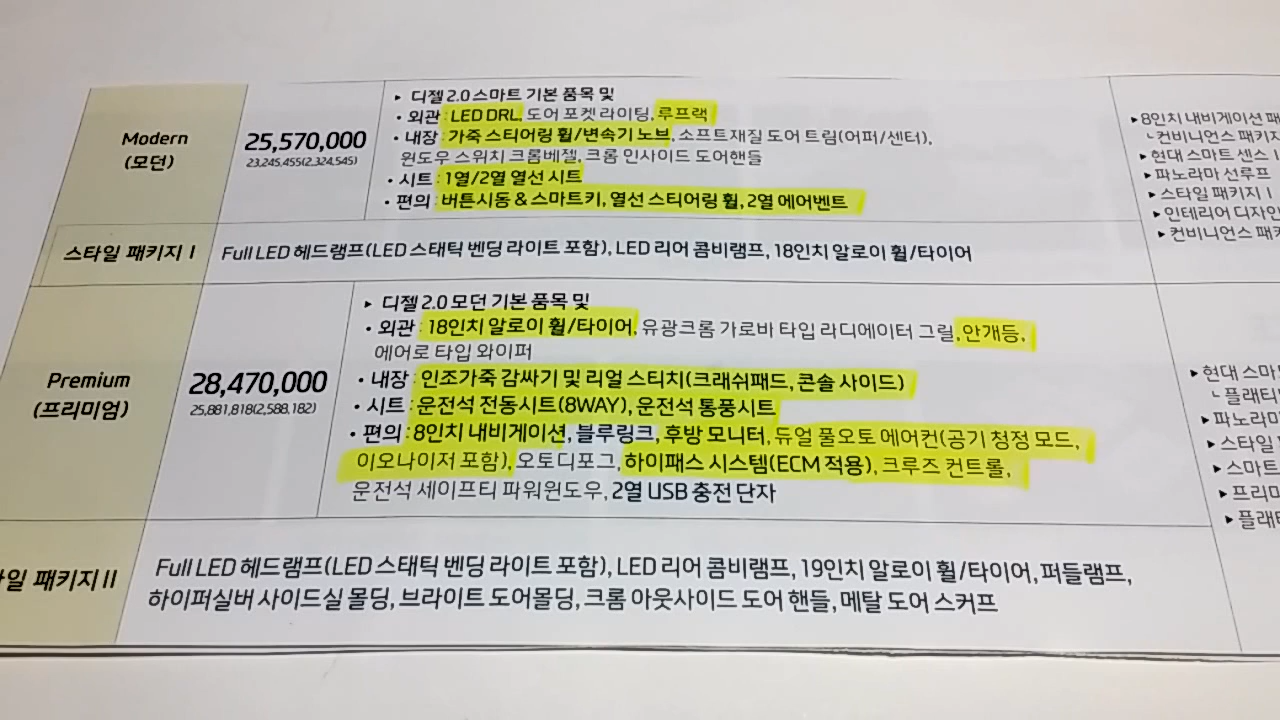 Modern
(모던)
25,570,000
23,245,455(2,324,545)
▸ 디젤 2.0 스마트 기본 품목 및
• 외관 : LED DRL, 도어 포켓 라이팅, 루프랙
• 내장 : 가죽 스티어링 휠/변속기 노브, 소프트재질 도어 트림(어퍼/센터),
윈도우 스위치 크롬베젤, 크롬 인사이드 도어핸들
• 시트 : 1열/2열 열선 시트
• 편의 : 버튼시동 & 스마트키, 열선 스티어링 휠, 2열 에어벤트
▸8인치 내비게이션
└컨비니언스 패키지
▸현대 스마트 센스 I
▸파노라마 선루프
▸스타일 패키지 I
▸인테리어 디자인
▸컨비니언스
스타일 패키지 I
Full LED 헤드램프(LED 스태틱 벤딩 라이트 포함), LED 리어 콤비램프, 18인치 알로이 휠/타이어
Premium
(프리미엄)
28,470,000
25,881,818(2,588,182)
▸ 디젤 2.0 모던 기본 품목 및
• 외관 : 18인치 알로이 휠/타이어, 유광크롬 가로바 타입 라디에이터 그릴, 안개등,
에어로 타입 와이퍼
• 내장 : 인조가죽 감싸기 및 리얼 스티치(크래쉬패드, 콘솔 사이드)
• 시트 : 운전석 전동시트(8WAY), 운전석 통풍시트
• 편의 : 8인치 내비게이션, 블루링크, 후방 모니터, 듀얼 풀오토 에어컨(공기 청정 모드,
이오나이저 포함), 오토디포그, 하이패스 시스템(ECM 적용), 크루즈 컨트롤,
운전석 세이프티 파워윈도우, 2열 USB 충전 단자
▸현대
▸파노라마
▸스타일
▸스마트
패키지 II
Full LED 헤드램프(LED 스태틱 벤딩 라이트 포함), LED 리어 콤비램프, 19인치 알로이 휠/타이어, 퍼들램프,
하이퍼실버 사이드실 몰딩, 브라이트 도어몰딩, 크롬 아웃사이드 도어 핸들, 메탈 도어 스커프